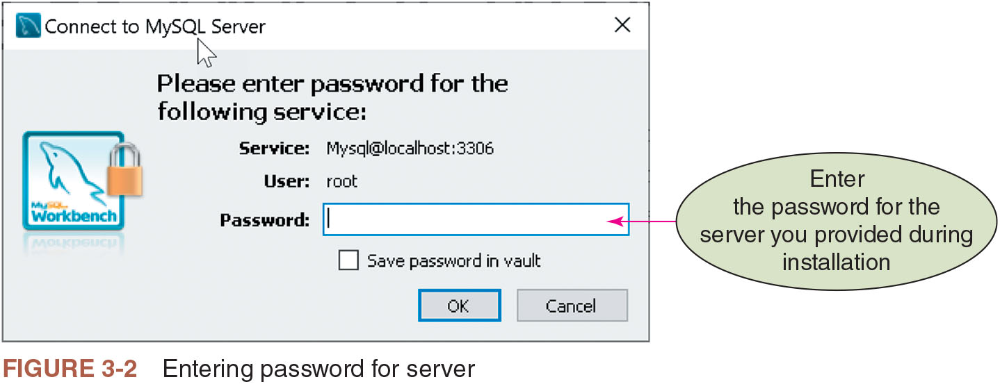 Connect to MySQL Server
Please enter password for the
following service:
Service: Mysql@localhost:3306
User: root
Password:
Save password in vault
OK Cancel
MySQL
Workbench
Enter
the password for the
server you provided during
installation
FIGURE 3-2 Entering password for server